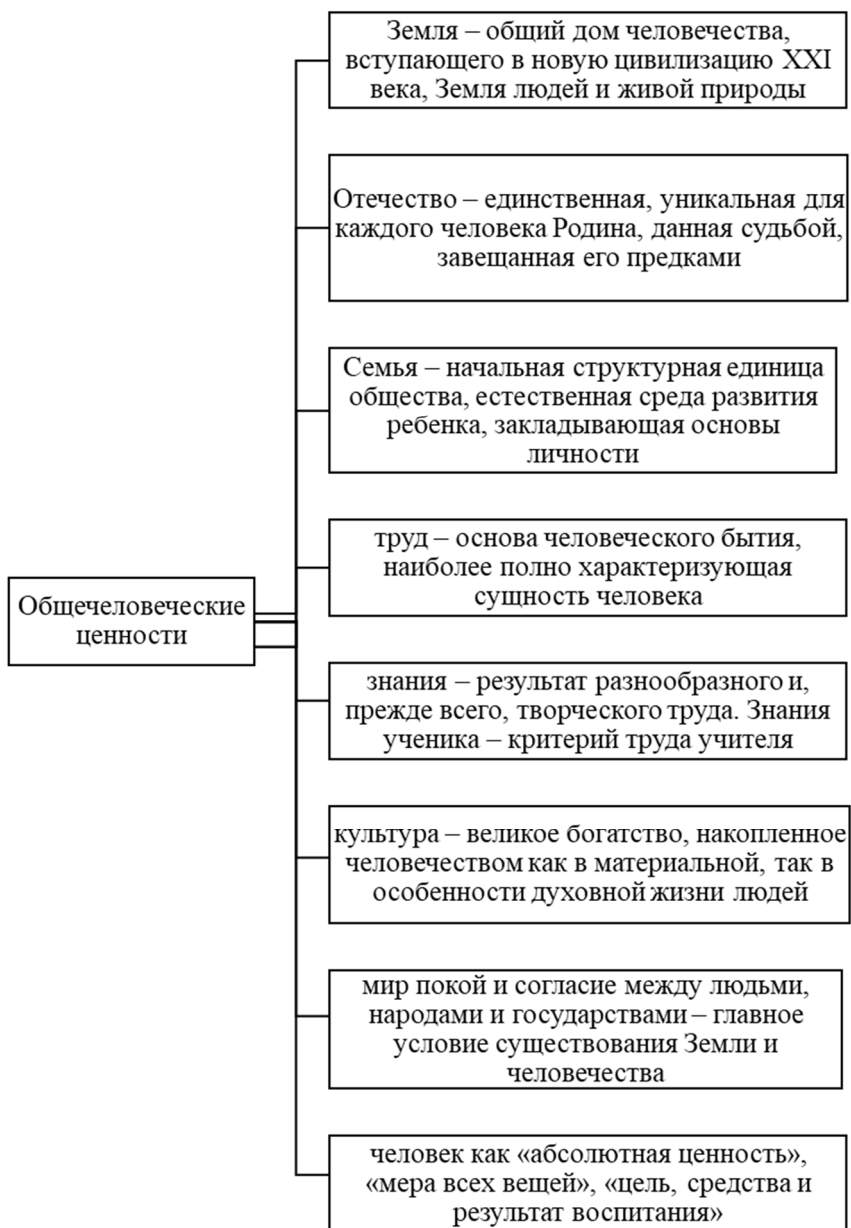 Земля – общий дом человечества,
вступающего в новую цивилизацию XXI
века, Земля людей и живой природы
Отечество – единственная, уникальная для
каждого человека Родина, данная судьбой,
завещанная его предками
Семья – начальная структурная единица
общества, естественная среда развития
ребенка, закладывающая основы
личности
труд – основа человеческого бытия,
наиболее полно характеризующая
сущность человека
Общечеловеческие
ценности
знания – результат разнообразного и,
прежде всего, творческого труда. Знания
ученика – критерий труда учителя
культура – великое богатство, накопленное
человечеством как в материальной, так в
особенности духовной жизни людей
мир покой и согласие между людьми,
народами и государствами – главное
условие существования Земли и
человечества
человек как «абсолютная ценность»,
«мера всех вещей», «цель, средства и
результат воспитания»